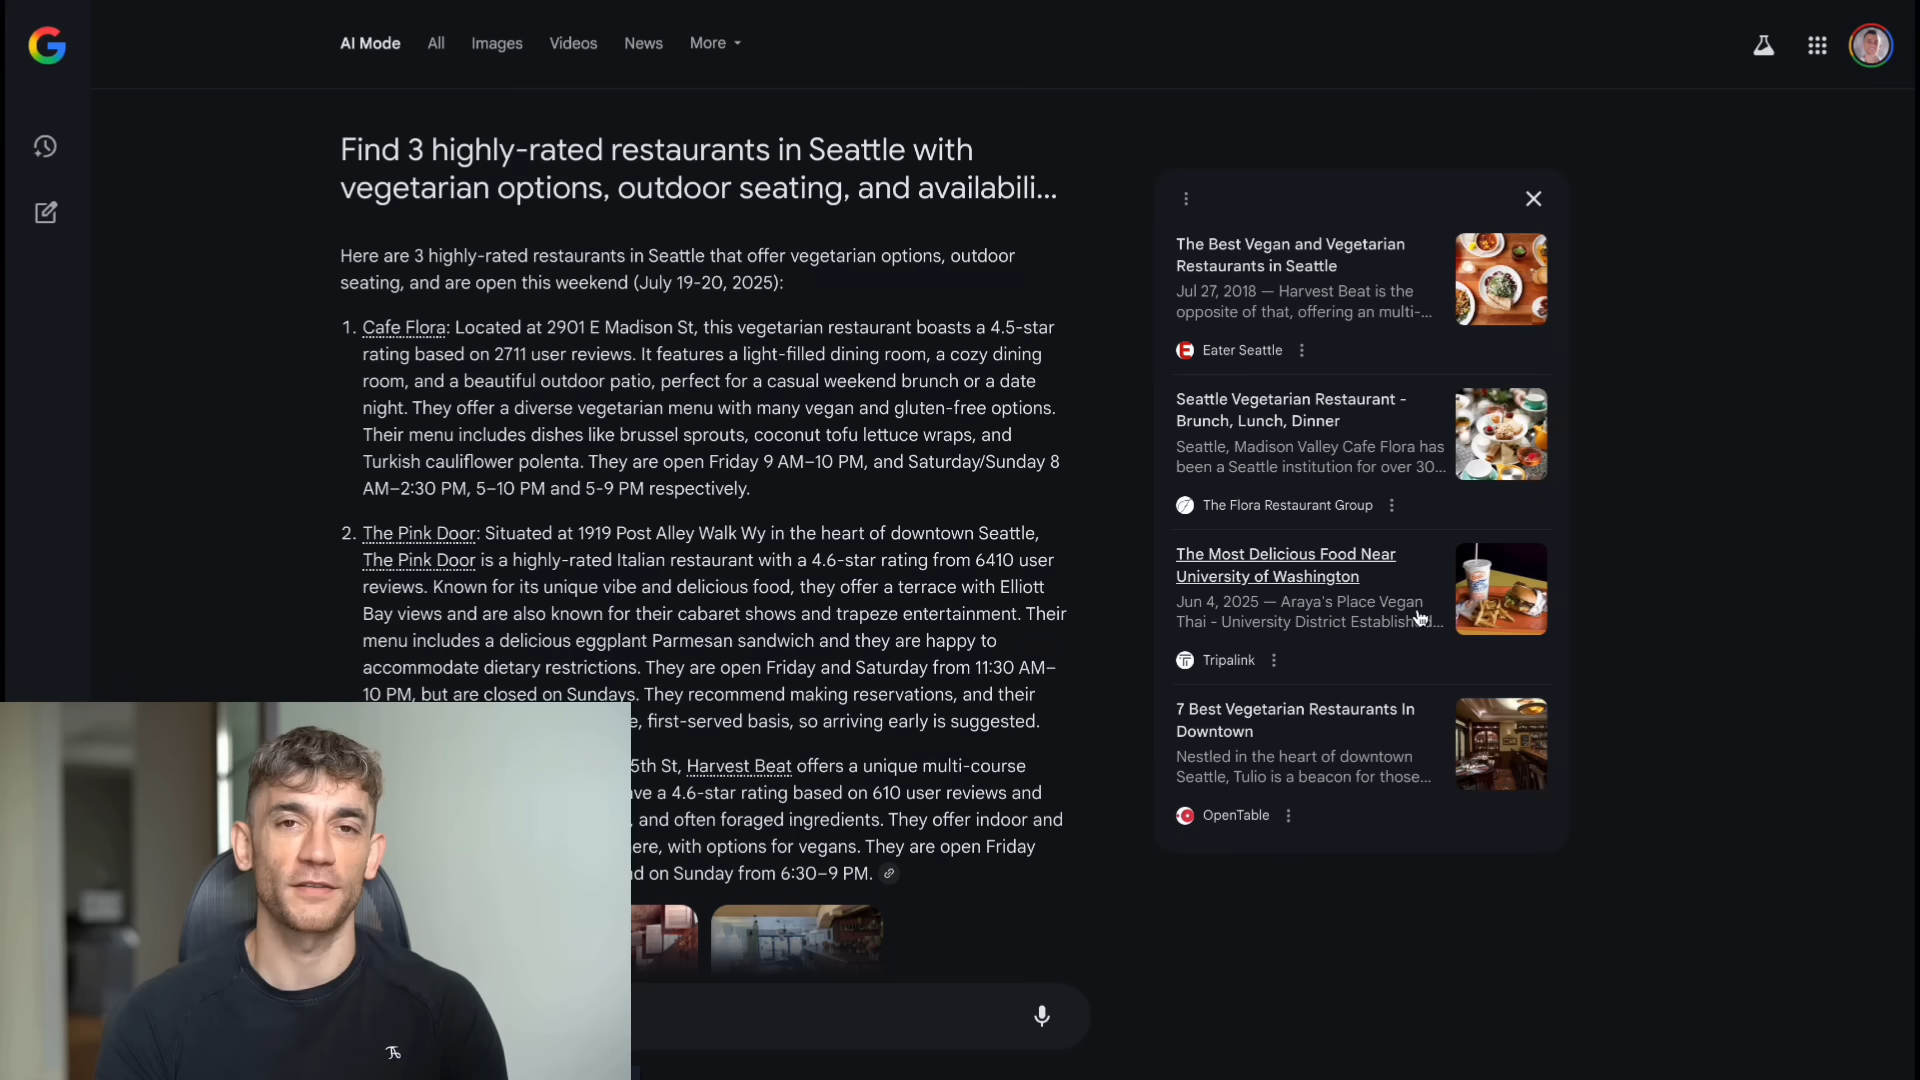 AI Mode
All
Images
Videos
News
More
Find 3 highly-rated restaurants in Seattle with
vegetarian options, outdoor seating, and availabili...
Here are 3 highly-rated restaurants in Seattle that offer vegetarian options, outdoor
seating, and are open this weekend (July 19-20, 2025):
1. Cafe Flora: Located at 2901 E Madison St, this vegetarian restaurant boasts a 4.5-star
rating based on 2711 user reviews. It features a light-filled dining room, a cozy dining
room, and a beautiful outdoor patio, perfect for a casual weekend brunch or a date
night. They offer a diverse vegetarian menu with many vegan and gluten-free options.
Their menu includes dishes like brussel sprouts, coconut tofu lettuce wraps, and
Turkish cauliflower polenta. They are open Friday 9 AM–10 PM, and Saturday/Sunday 8
AM–2:30 PM, 5–10 PM and 5-9 PM respectively.
2. The Pink Door: Situated at 1919 Post Alley Walk Wy in the heart of downtown Seattle,
The Pink Door is a highly-rated Italian restaurant with a 4.6-star rating from 6410 user
reviews. Known for its unique vibe and delicious food, they offer a terrace with Elliott
Bay views and are also known for their cabaret shows and trapeze entertainment. Their
menu includes a delicious eggplant Parmesan sandwich and they are happy to
accommodate dietary restrictions. They are open Friday and Saturday from 11:30 AM–
10 PM, but are closed on Sundays. They recommend making reservations, and their
, first-served basis, so arriving early is suggested.
5th St, Harvest Beat offers a unique multi-course
a 4.6-star rating based on 610 user reviews and
, and often foraged ingredients. They offer indoor and
, with options for vegans. They are open Friday
on Sunday from 6:30–9 PM.
The Best Vegan and Vegetarian
Restaurants in Seattle
Jul 27, 2018 — Harvest Beat is the
opposite of that, offering an multi-...
Eater Seattle
Seattle Vegetarian Restaurant -
Brunch, Lunch, Dinner
Seattle, Madison Valley Cafe Flora has
been a Seattle institution for over 30...
The Flora Restaurant Group
The Most Delicious Food Near
University of Washington
Jun 4, 2025 — Araya's Place Vegan
Thai - University District Established...
Tripalink
7 Best Vegetarian Restaurants In
Downtown
Nestled in the heart of downtown
Seattle, Tulio is a beacon for those...
OpenTable